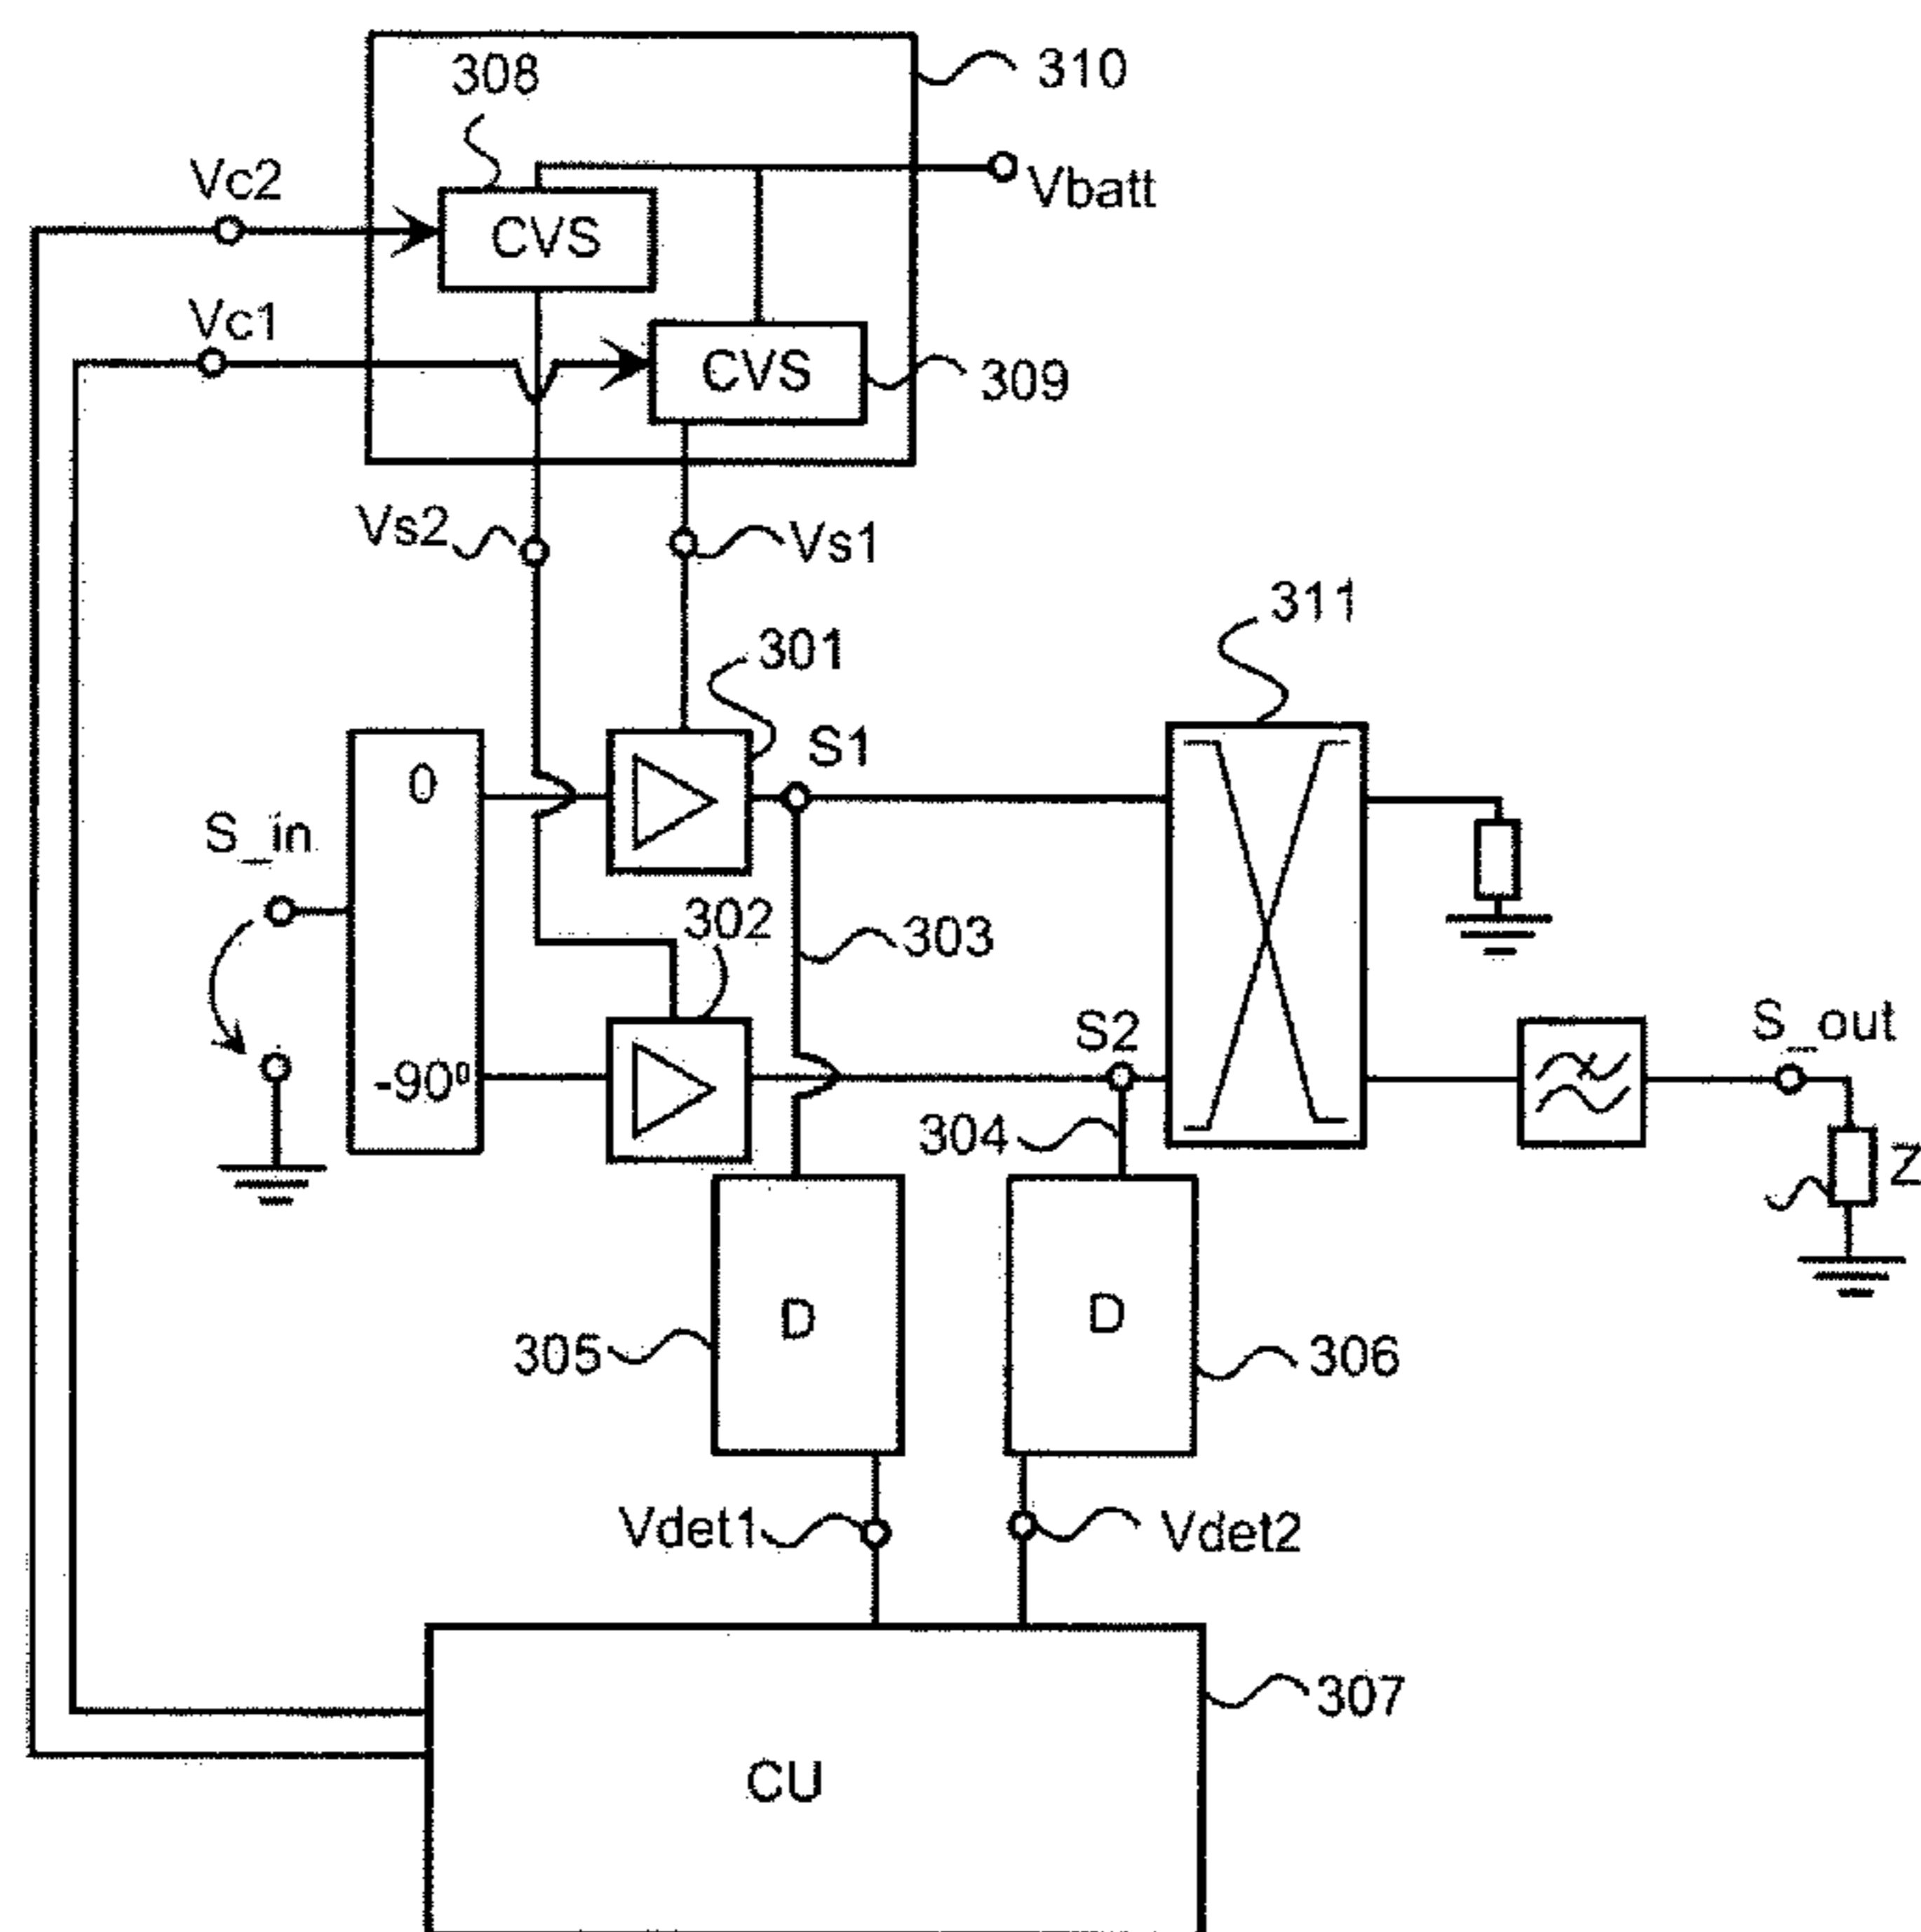 308
310
Vc2
Vbatt
CVS
Vc1
CVS
309
Vs2
Vs1
311
301
S1
0
S_in
302
303
S2
S_out
-90⁰
304
Z
D
D
305
306
Vdet1
Vdet2
307
CU